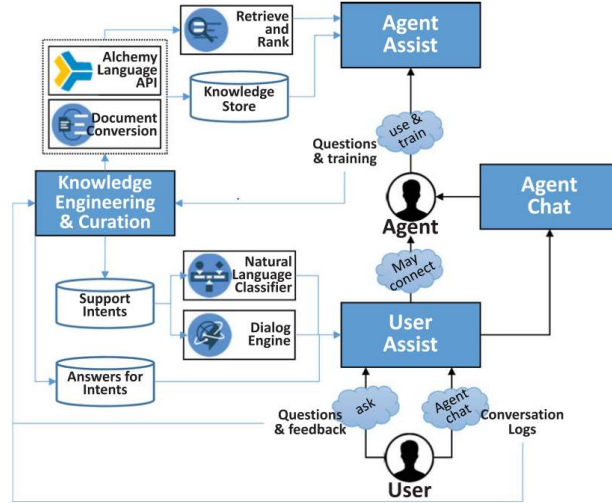 Retrieve
and
Rank
Agent
Assist
Alchemy
Language
API
Document
Conversion
Knowledge
Store
use &
train
Questions
& training
Knowledge
Engineering
& Curation
Agent
Agent
Chat
May
connect
Support
Intents
Natural
Language
Classifier
Dialog
Engine
User
Assist
Answers for
Intents
Questions
& feedback
ask
Agent
chat
Conversation
Logs
User